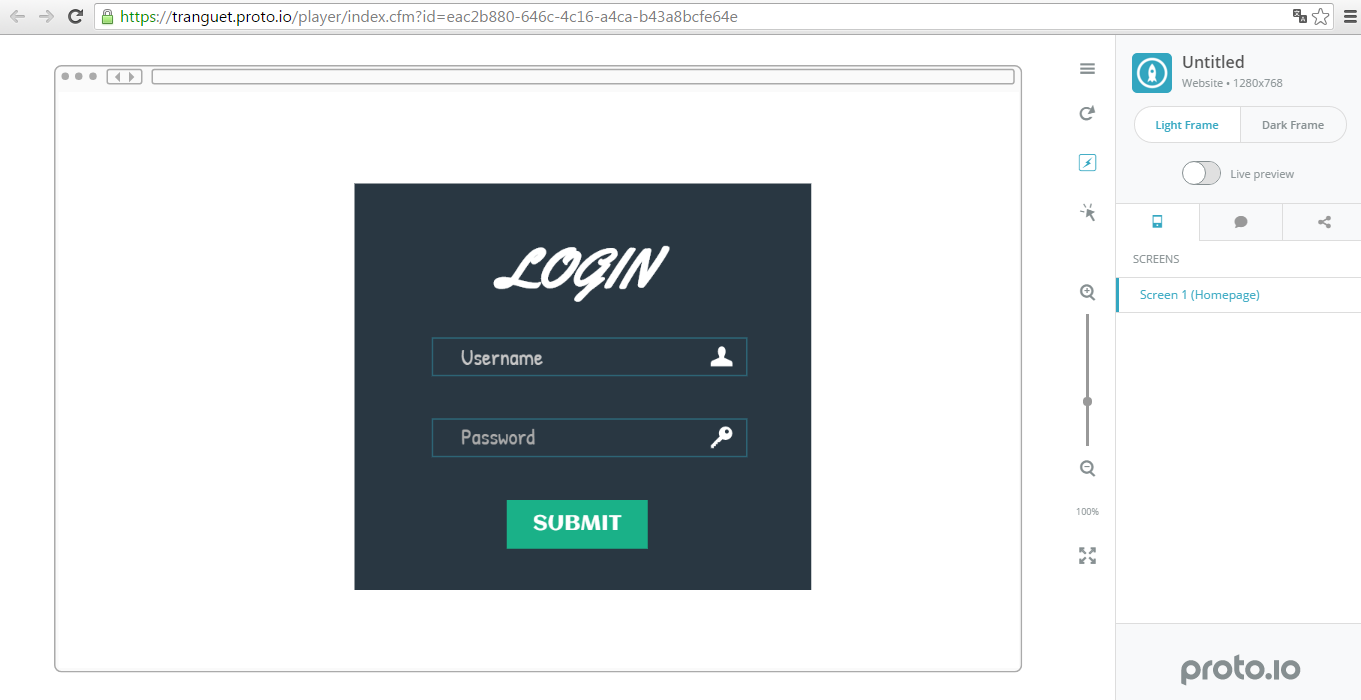 https://tranguet.proto.io/player/index.cfm?id=eac2b880-646c-4c16-a4ca-b43a8bcfe64e
LOGIN
Username
Password
SUBMIT
100%
Untitled
Website • 1280x768
Light Frame
Dark Frame
Live preview
SCREENS
Screen 1 (Homepage)
proto.io